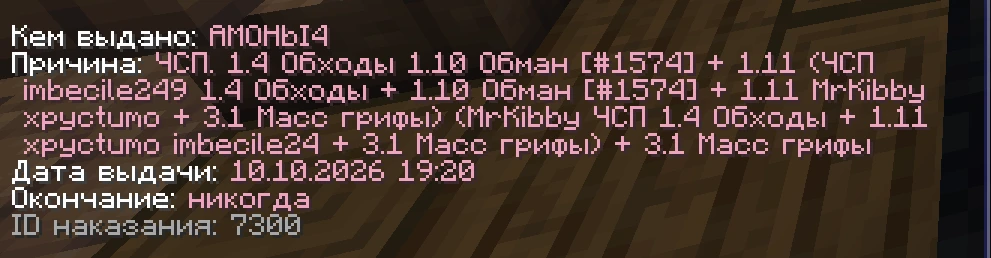 Кем выдано: АМОНЫ4
Причина: ЧСП. 1.4 Обходы 1.10 Обман [#1574] + 1.11 (ЧСП
imbecile249 1.4 Обходы + 1.10 Обман [#1574] + 1.11 MrKibby
xpyctumo + 3.1 Масс грифы) (MrKibby ЧСП 1.4 Обходы + 1.11
xpyctumo imbecile24 + 3.1 Масс грифы) + 3.1 Масс грифы
Дата выдачи: 10.10.2026 19:20
Окончание: никогда
ID наказания: 7300